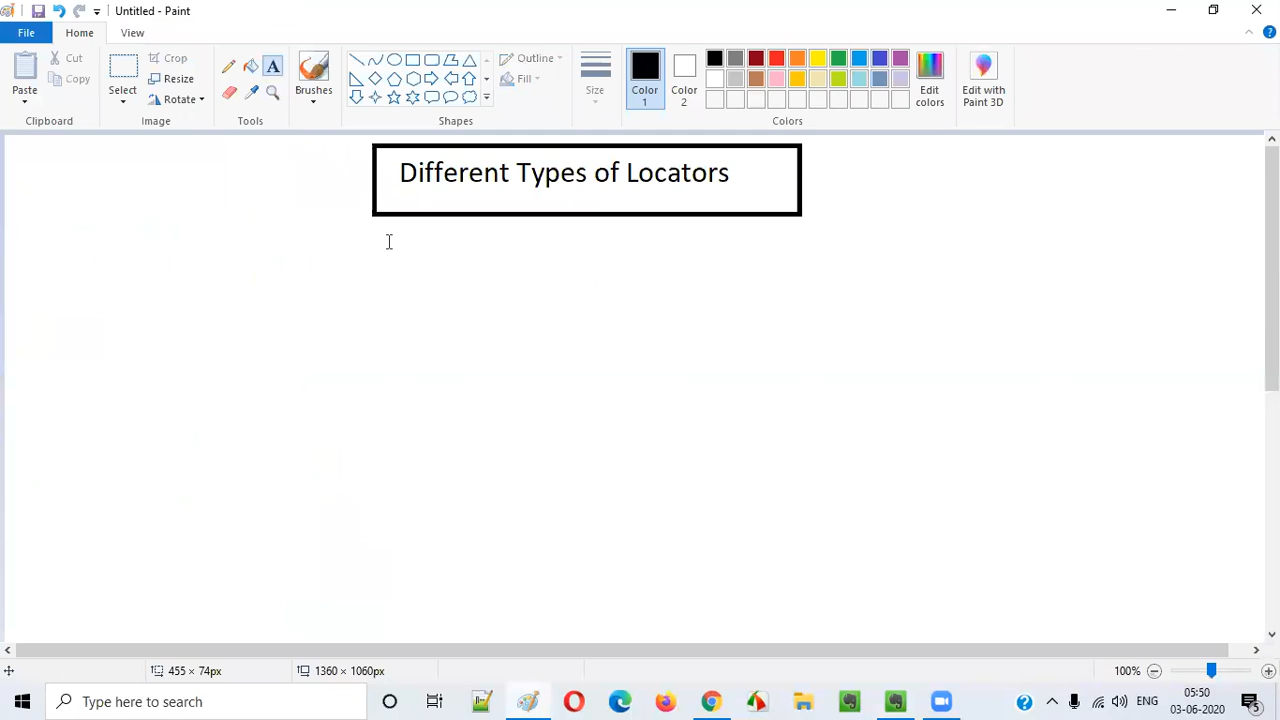 Untitled - Paint
File
Home
View
Paste
Cut
Copy
Clipboard
Select
Crop
Resize
Rotate
Image
A
Tools
Brushes
Outline
Fill
Shapes
Size
Color 1
Color 2
Edit colors
Colors
Edit with Paint 3D
Different Types of Locators
455 × 74px
1360 × 1060px
100%
Type here to search
ENG
05:50
03-06-2020
5